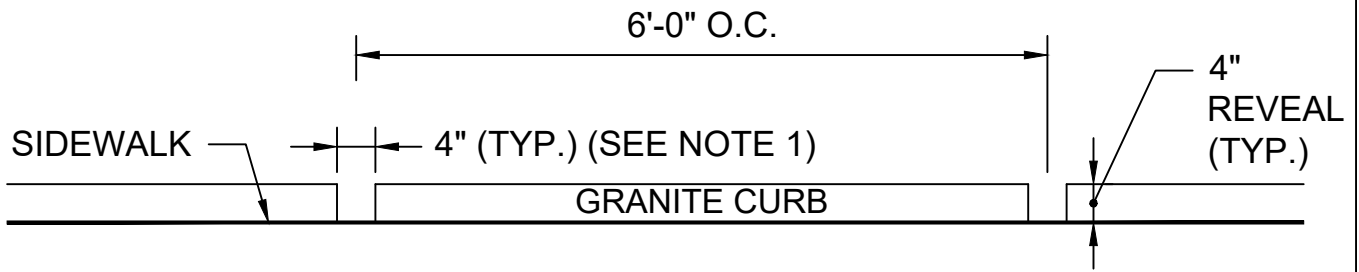 6'-0" O.C.
4"
REVEAL
(TYP.)
SIDEWALK
4" (TYP.) (SEE NOTE 1)
GRANITE CURB